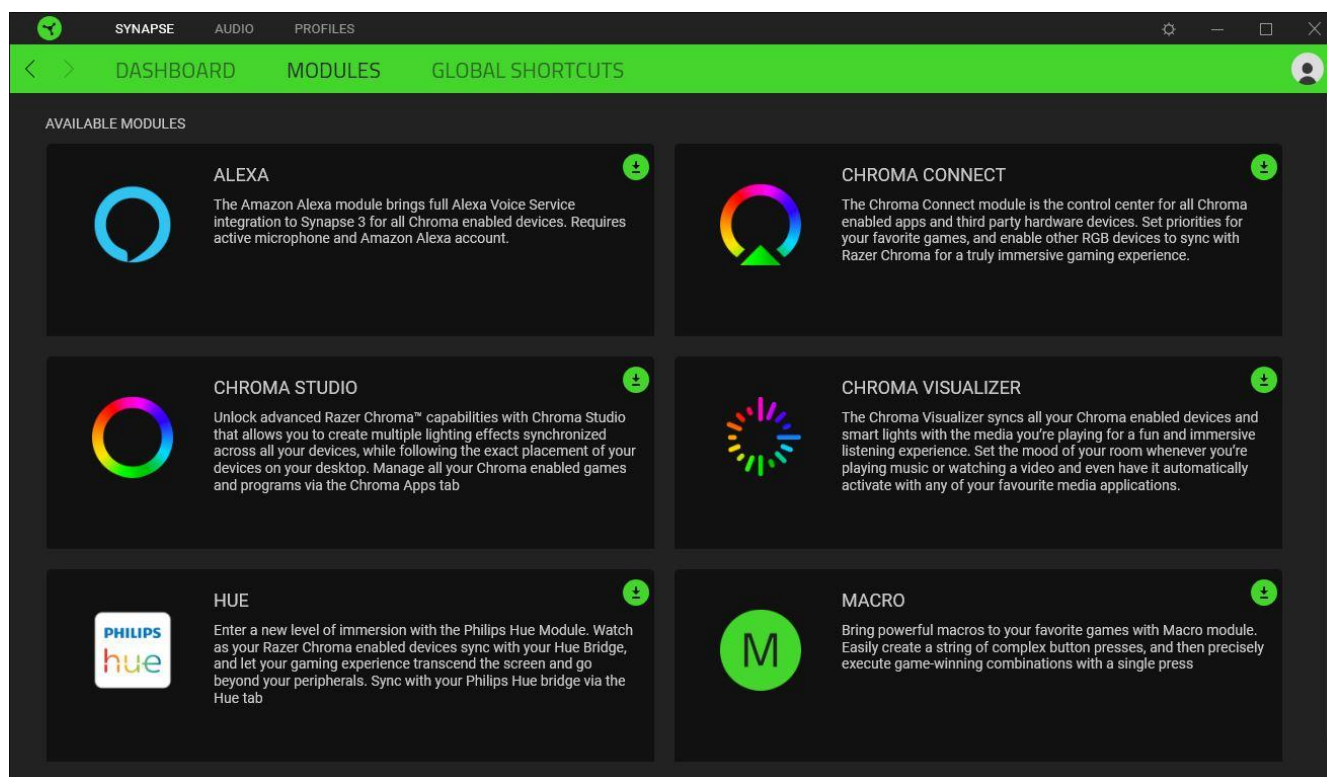 SYNAPSE AUDIO PROFILES
DASHBOARD MODULES GLOBAL SHORTCUTS
AVAILABLE MODULES
ALEXA
The Amazon Alexa module brings full Alexa Voice Service
integration to Synapse 3 for all Chroma enabled devices. Requires
active microphone and Amazon Alexa account.
CHROMA CONNECT
The Chroma Connect module is the control center for all Chroma
enabled apps and third party hardware devices. Set priorities for
your favorite games, and enable other RGB devices to sync with
Razer Chroma for a truly immersive gaming experience.
CHROMA STUDIO
Unlock advanced Razer Chroma™ capabilities with Chroma Studio
that allows you to create multiple lighting effects synchronized
across all your devices, while following the exact placement of your
devices on your desktop. Manage all your Chroma enabled games
and programs via the Chroma Apps tab
CHROMA VISUALIZER
The Chroma Visualizer syncs all your Chroma enabled devices and
smart lights with the media you're playing for a fun and immersive
listening experience. Set the mood of your room whenever you're
playing music or watching a video and even have it automatically
activate with any of your favourite media applications.
PHILIPS
hue
HUE
Enter a new level of immersion with the Philips Hue Module. Watch
as your Razer Chroma enabled devices sync with your Hue Bridge,
and let your gaming experience transcend the screen and go
beyond your peripherals. Sync with your Philips Hue bridge via the
Hue tab
M
MACRO
Bring powerful macros to your favorite games with Macro module.
Easily create a string of complex button presses, and then precisely
execute game-winning combinations with a single press